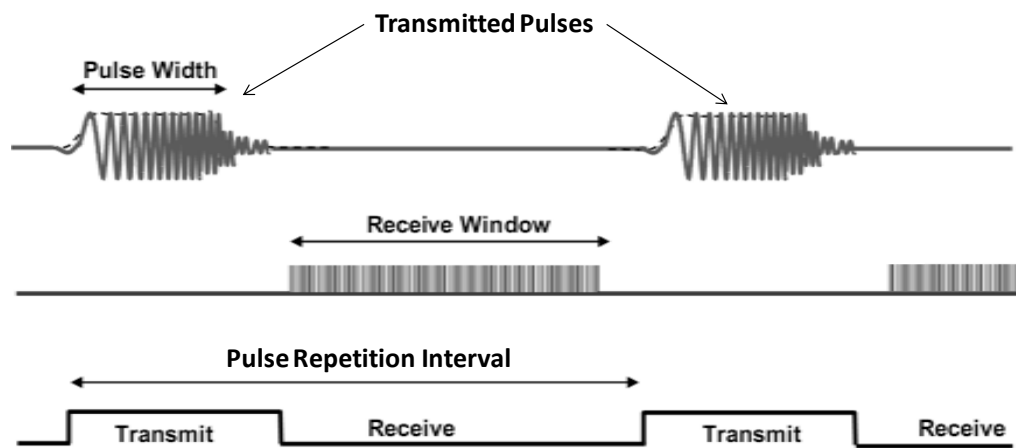 Transmitted Pulses
Pulse Width
Receive Window
Pulse Repetition Interval
Transmit Receive Transmit Receive